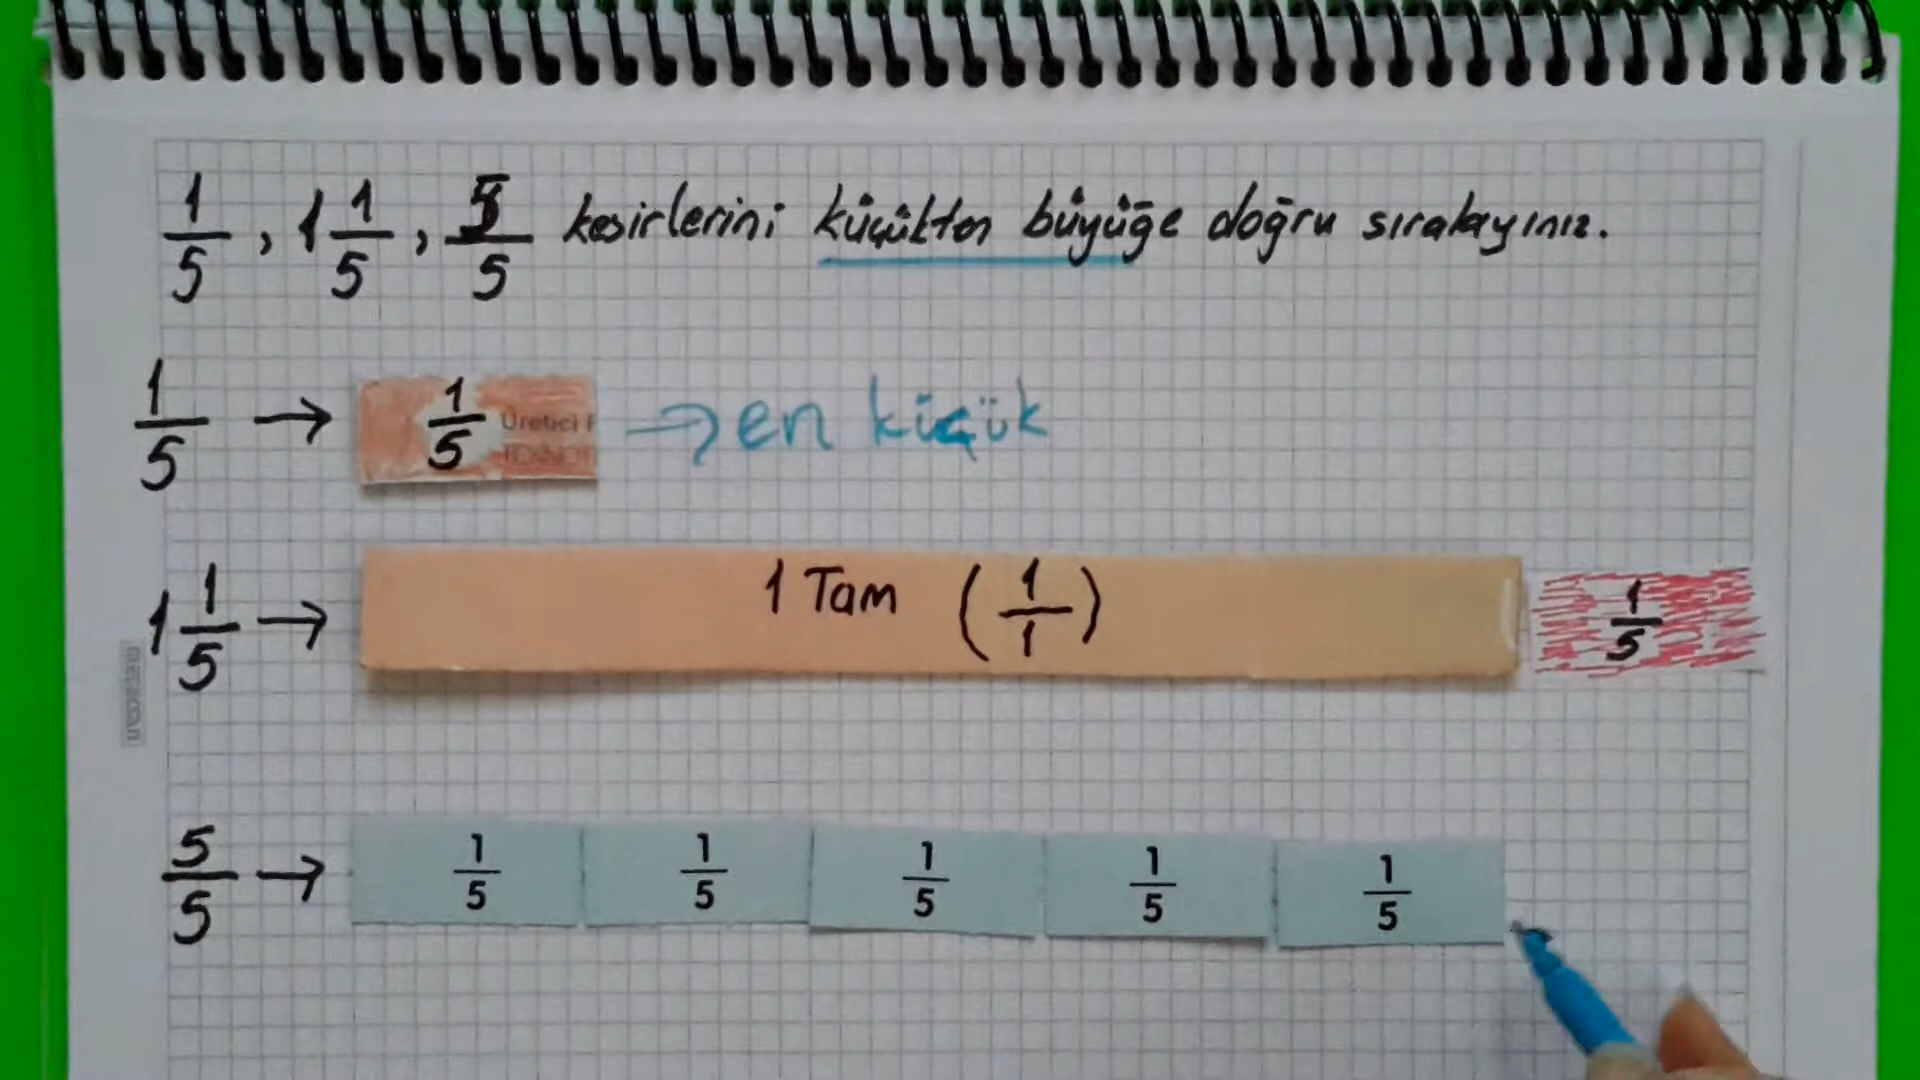 1/5, 1 1/5, 5/5 kesirlerini küçükten büyüğe doğru sıralayınız.
1/5 → 1/5 → en küçük
Üretici
1 1/5 → 1 Tam (1/1) 1/5
5/5 → 1/5 1/5 1/5 1/5 1/5